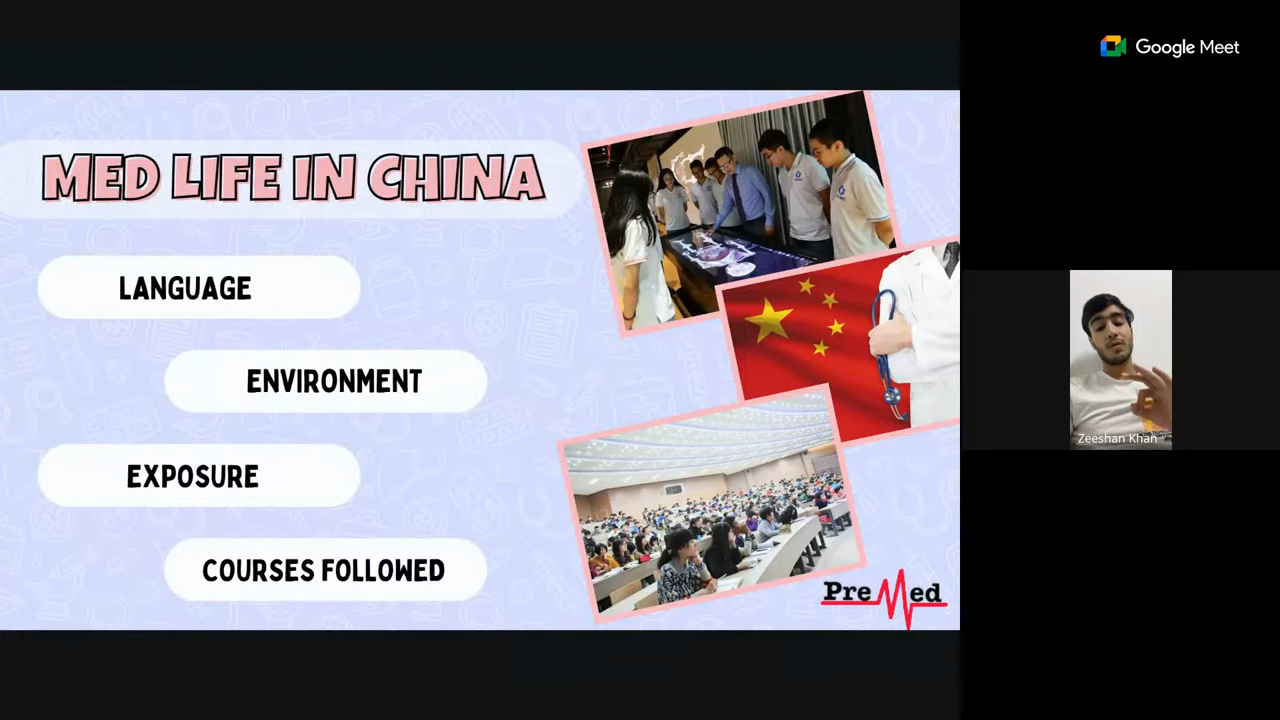 Google Meet
MED LIFE IN CHINA
LANGUAGE
ENVIRONMENT
EXPOSURE
COURSES FOLLOWED
PreMed
Zeeshan Khan